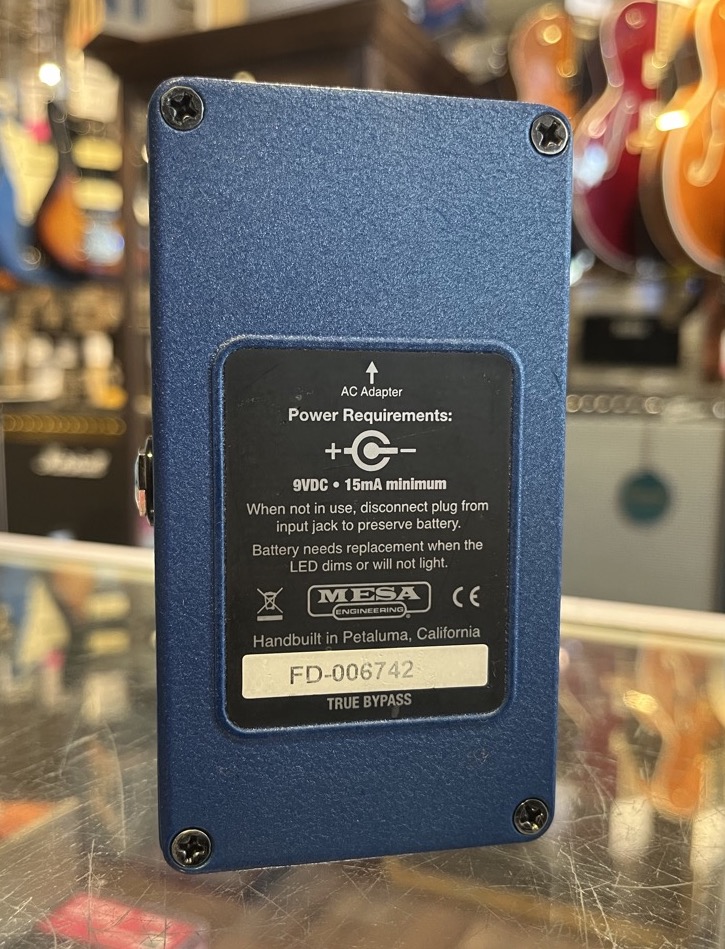 AC Adapter
Power Requirements:
+ −
9VDC • 15mA minimum
When not in use, disconnect plug from
input jack to preserve battery.
Battery needs replacement when the
LED dims or will not light.
MESA
ENGINEERING
®
CE
Handbuilt in Petaluma, California
FD-006742
TRUE BYPASS
Marshall